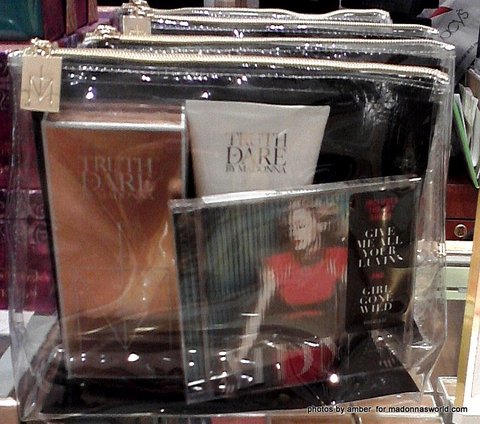 TRUTH
DARE
TRUTH
DARE
BY MADONNA
GIVE
ME ALL
YOUR
LUVIN'S
GIRL
GONE
WILD
photos by amber for madonnasworld.com